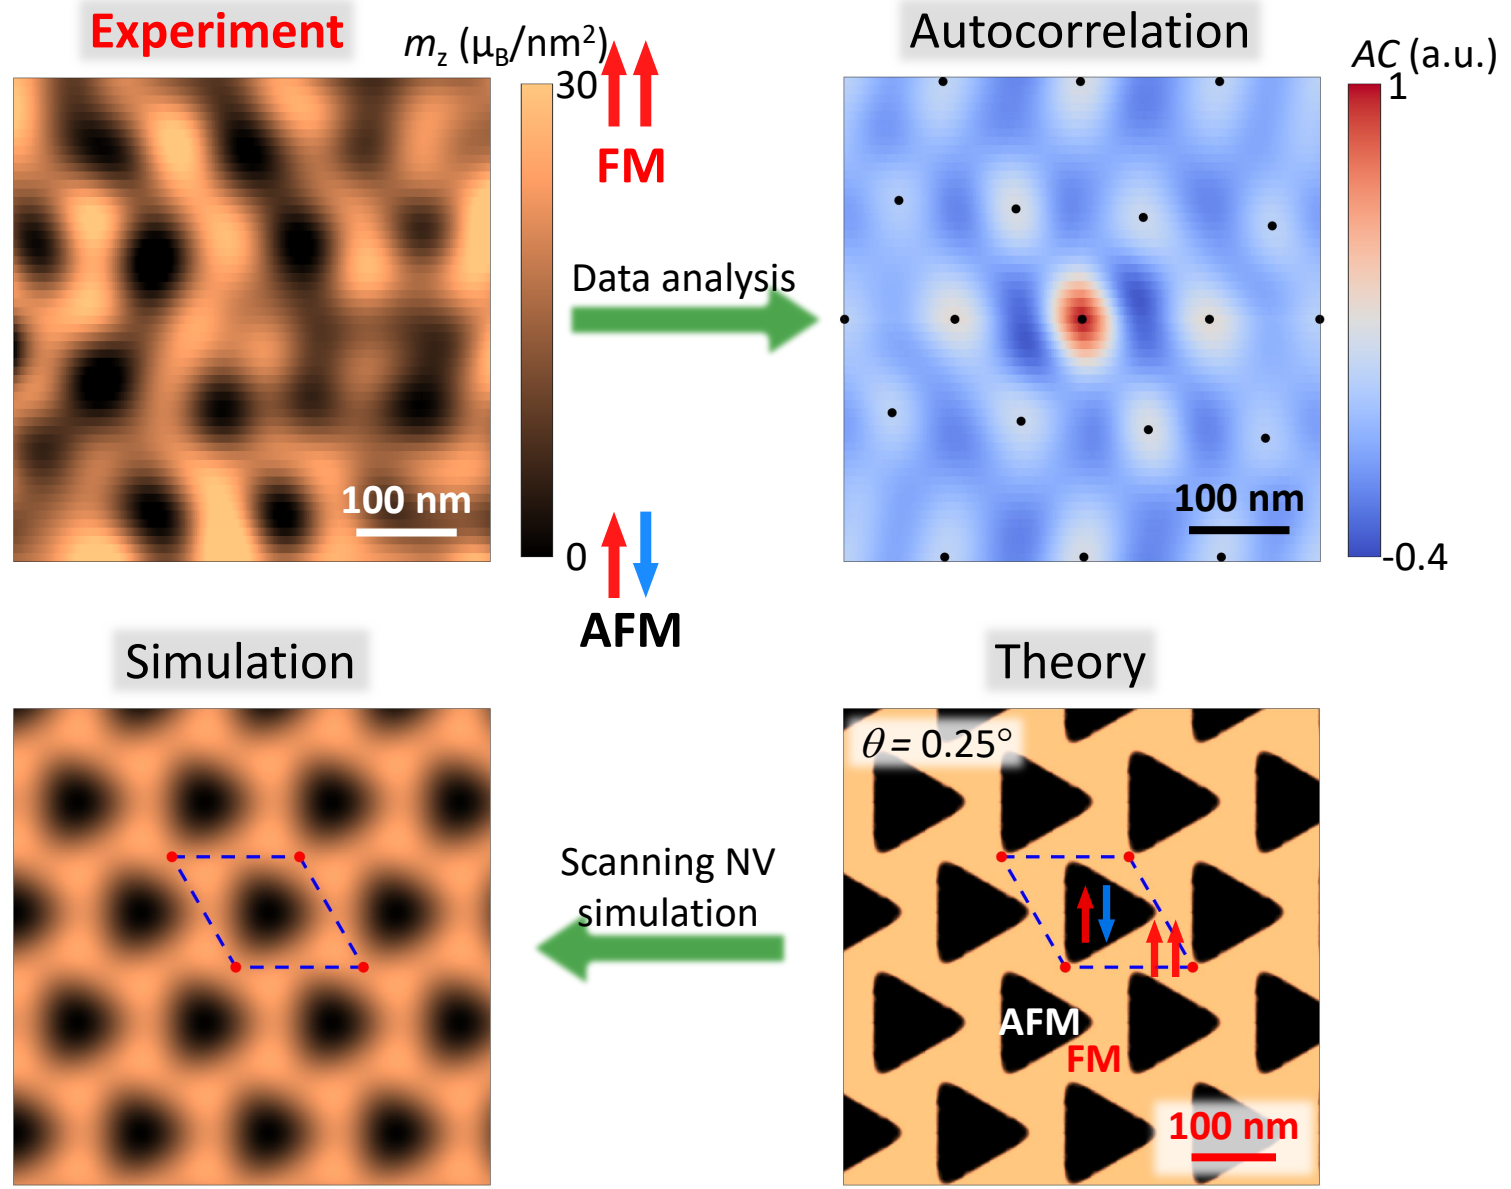 Experiment
m_z (μ_B/nm²)
30
FM
0
AFM
100 nm
Data analysis
Autocorrelation
AC (a.u.)
1
-0.4
100 nm
Simulation
Scanning NV
simulation
Theory
θ = 0.25°
AFM
FM
100 nm